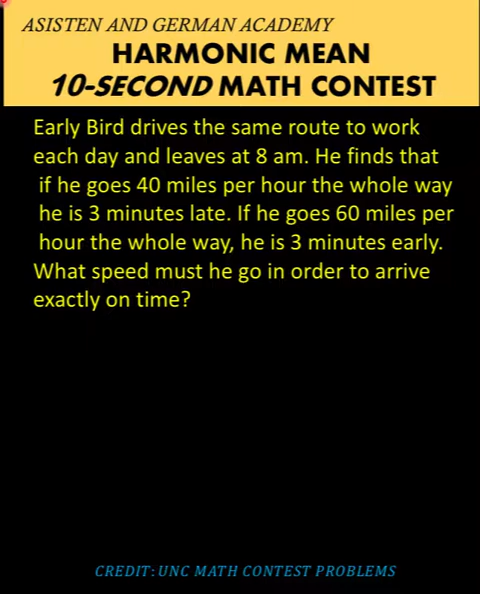 ASISTEN AND GERMAN ACADEMY
HARMONIC MEAN
10-SECOND MATH CONTEST
Early Bird drives the same route to work
each day and leaves at 8 am. He finds that
if he goes 40 miles per hour the whole way
he is 3 minutes late. If he goes 60 miles per
hour the whole way, he is 3 minutes early.
What speed must he go in order to arrive
exactly on time?
CREDIT: UNC MATH CONTEST PROBLEMS